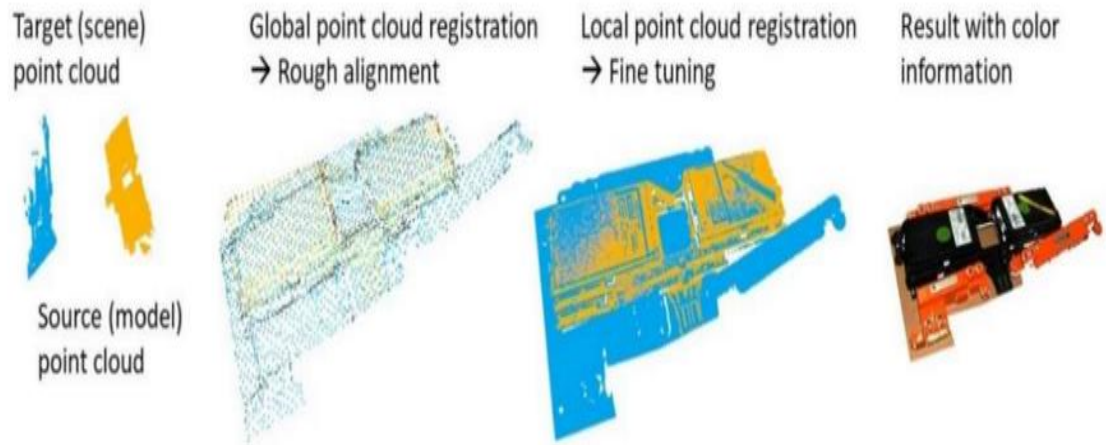 Target (scene)
point cloud
Source (model)
point cloud
Global point cloud registration
→ Rough alignment
Local point cloud registration
→ Fine tuning
Result with color
information